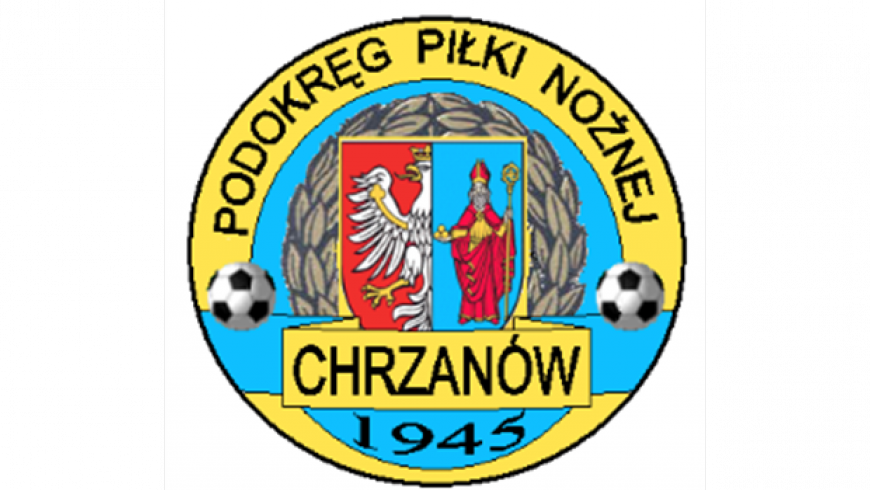 PODOKRĘG PIŁKI NOŻNEJ
CHRZANÓW
1945